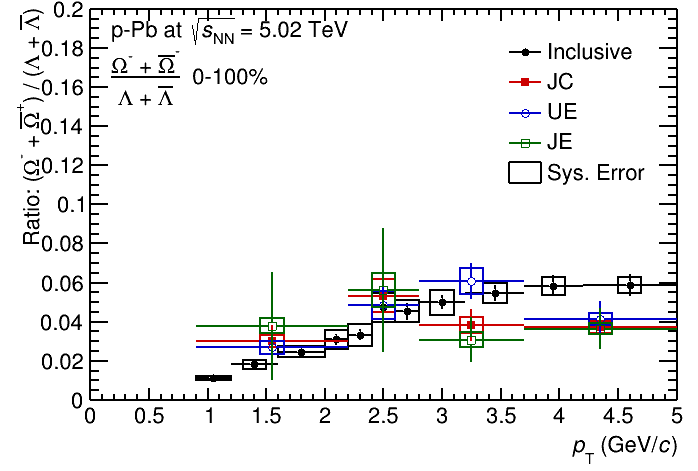 p-Pb at √s_NN = 5.02 TeV
Ω⁻ + Ω̅⁻
Λ + Λ̅
0-100%
Inclusive
JC
UE
JE
Sys. Error
Ratio: (Ω⁻ + Ω̅⁺) / (Λ + Λ̅)
0.2
0.18
0.16
0.14
0.12
0.1
0.08
0.06
0.04
0.02
0
0 0.5 1 1.5 2 2.5 3 3.5 4 4.5 5
p_T (GeV/c)